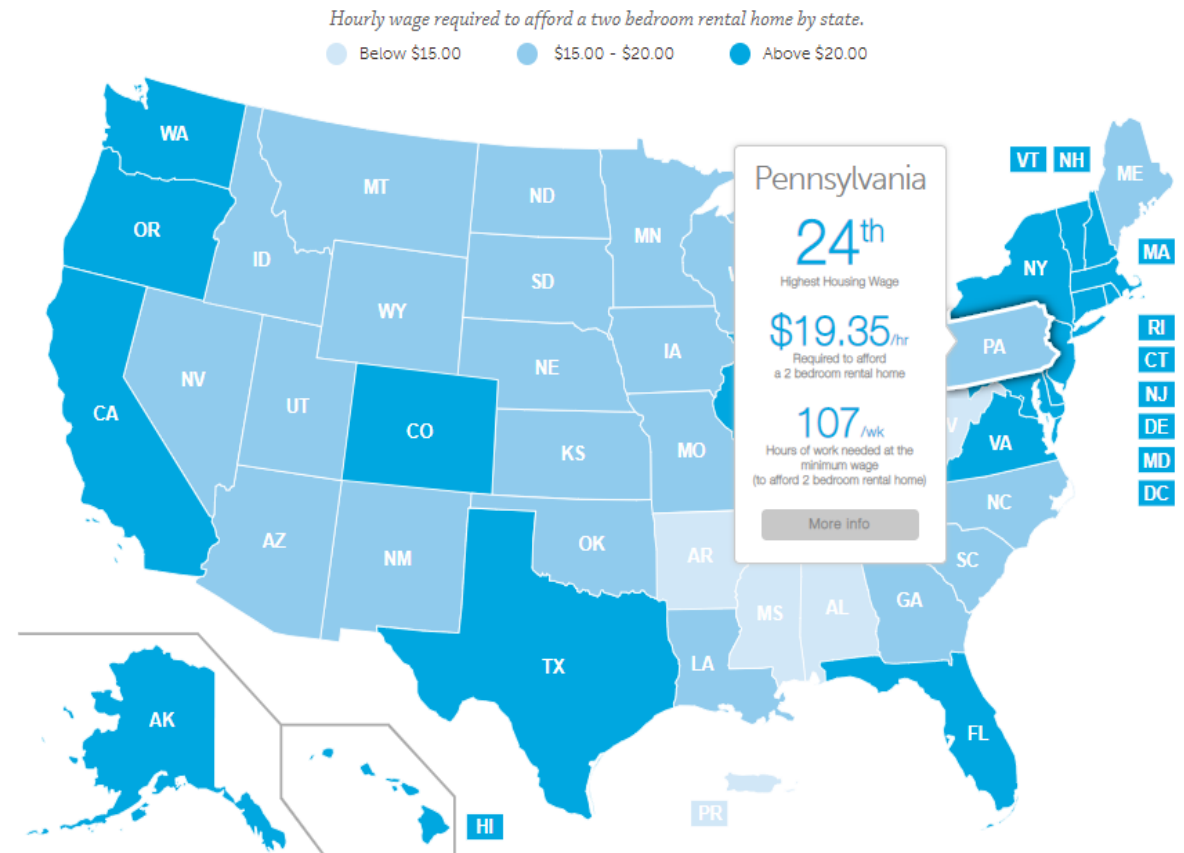 Hourly wage required to afford a two bedroom rental home by state.
Below $15.00
$15.00 - $20.00
Above $20.00
WA
MT
ND
MN
OR
ID
SD
WY
IA
NE
NV
UT
CA
CO
KS
MO
AZ
NM
OK
AR
MS
AL
GA
SC
NC
VA
LA
TX
FL
AK
HI
PR
Pennsylvania
24th
Highest Housing Wage
$19.35/hr
Required to afford
a 2 bedroom rental home
107/wk
Hours of work needed at the
minimum wage
(to afford 2 bedroom rental home)
More info
VT
NH
ME
NY
MA
PA
RI
CT
NJ
DE
MD
DC